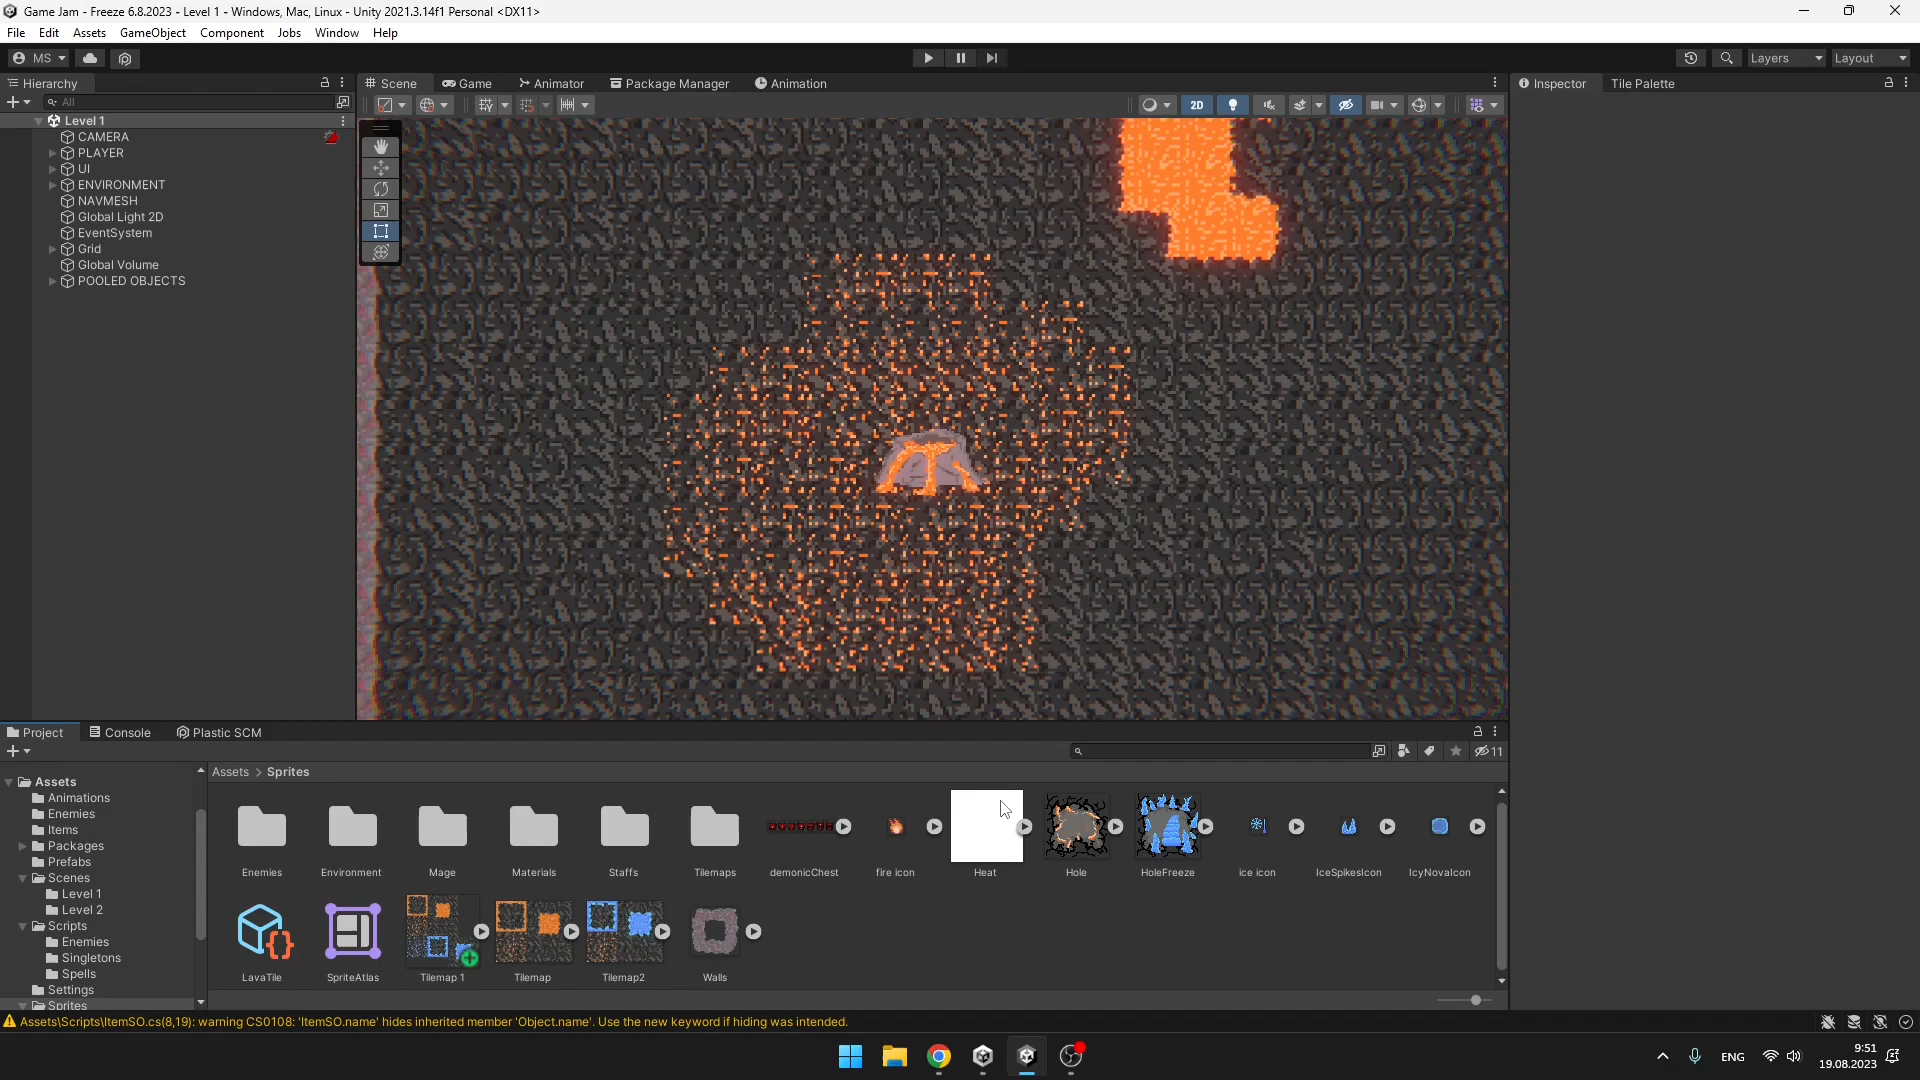 Game Jam - Freeze 6.8.2023 - Level 1 - Windows, Mac, Linux - Unity 2021.3.14f1 Personal <DX11>
File Edit Assets GameObject Component Jobs Window Help
MS Layers Layout
Hierarchy Scene Game Animator Package Manager Animation Inspector Tile Palette
All 2D
Level 1
CAMERA
PLAYER
UI
ENVIRONMENT
NAVMESH
Global Light 2D
EventSystem
Grid
Global Volume
POOLED OBJECTS
Project Console Plastic SCM
11
Assets > Sprites
Assets
Animations
Enemies
Items
Packages
Prefabs
Scenes
Level 1
Level 2
Scripts
Enemies
Singletons
Spells
Settings
Sprites
Enemies Environment Mage Materials Staffs Tilemaps demonicChest fire icon Heat Hole HoleFreeze ice icon IceSpikesIcon IcyNovaIcon
LavaTile SpriteAtlas Tilemap 1 Tilemap Tilemap2 Walls
Assets\Scripts\ItemSO.cs(8,19): warning CS0108: 'ItemSO.name' hides inherited member 'Object.name'. Use the new keyword if hiding was intended.
ENG 9:51
19.08.2023